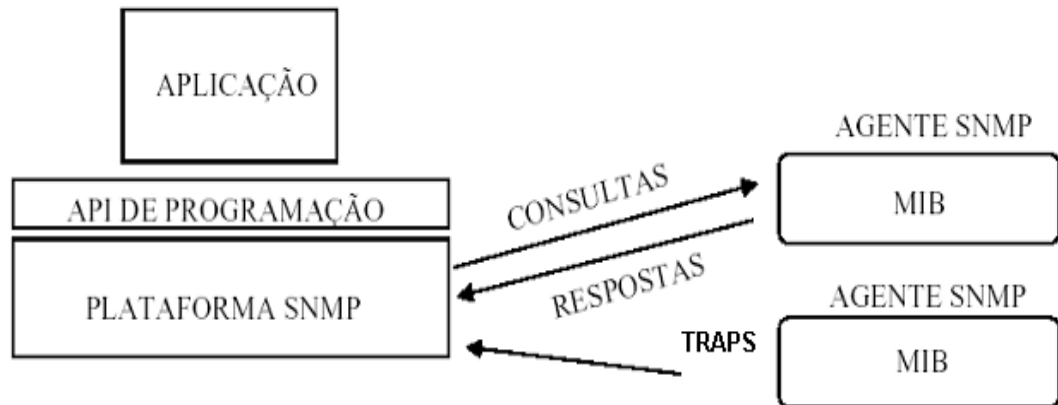 APLICAÇÃO
API DE PROGRAMAÇÃO
PLATAFORMA SNMP
CONSULTAS
RESPOSTAS
TRAPS
AGENTE SNMP
MIB
AGENTE SNMP
MIB